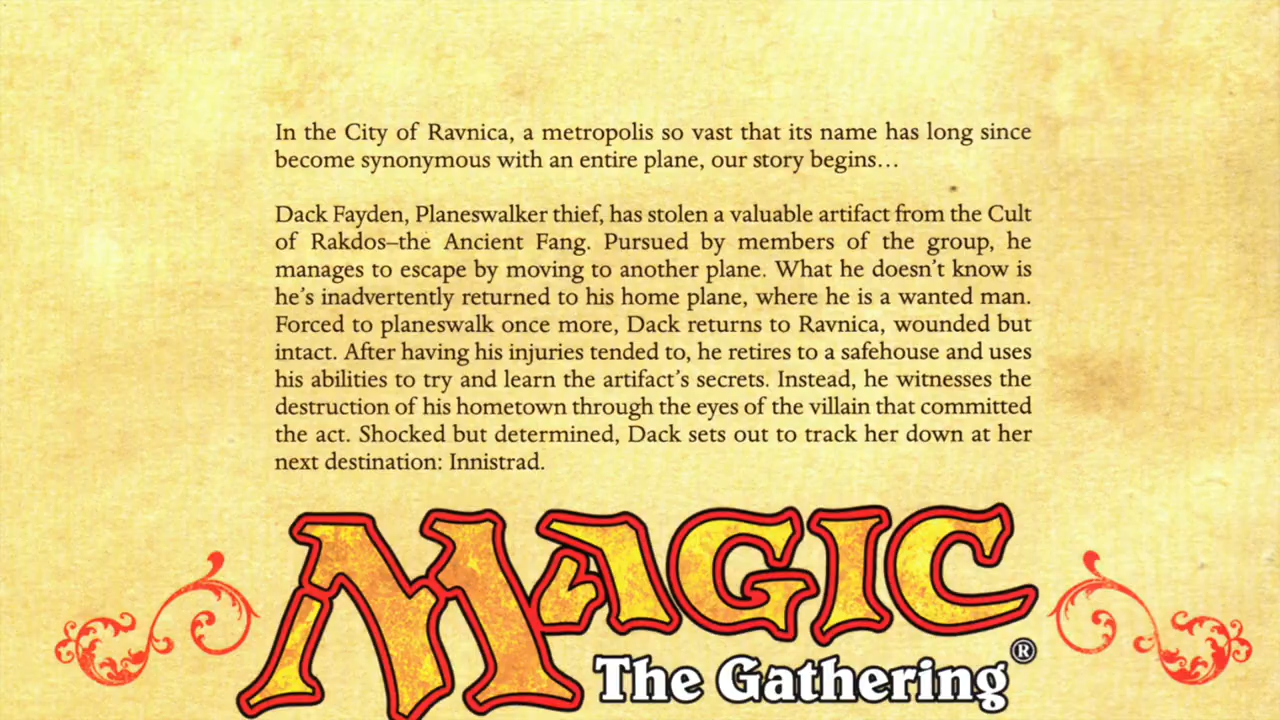 In the City of Ravnica, a metropolis so vast that its name has long since
become synonymous with an entire plane, our story begins…
Dack Fayden, Planeswalker thief, has stolen a valuable artifact from the Cult
of Rakdos–the Ancient Fang. Pursued by members of the group, he
manages to escape by moving to another plane. What he doesn't know is
he's inadvertently returned to his home plane, where he is a wanted man.
Forced to planeswalk once more, Dack returns to Ravnica, wounded but
intact. After having his injuries tended to, he retires to a safehouse and uses
his abilities to try and learn the artifact's secrets. Instead, he witnesses the
destruction of his hometown through the eyes of the villain that committed
the act. Shocked but determined, Dack sets out to track her down at her
next destination: Innistrad.
MAGIC
The Gathering®